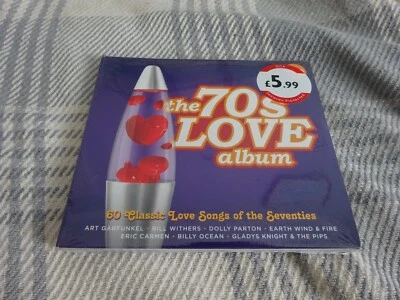 £5.99
the 70s
LOVE
album
60 Classic Love Songs of the Seventies
ART GARFUNKEL • BILL WITHERS • DOLLY PARTON • EARTH WIND & FIRE
ERIC CARMEN • BILLY OCEAN • GLADYS KNIGHT & THE PIPS